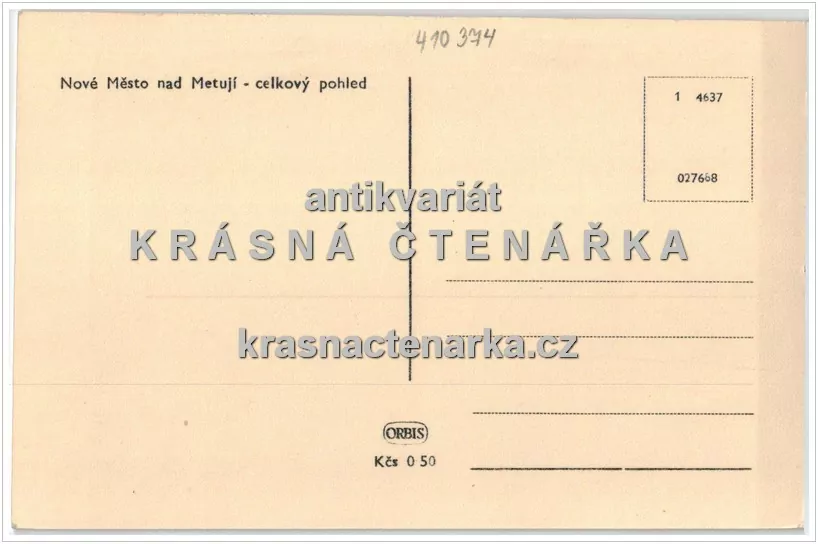 410 374
Nové Město nad Metují - celkový pohled
1 4637
027668
antikvariát
KRÁSNÁ ČTENÁŘKA
krasnactenarka.cz
ORBIS
Kčs 0 50